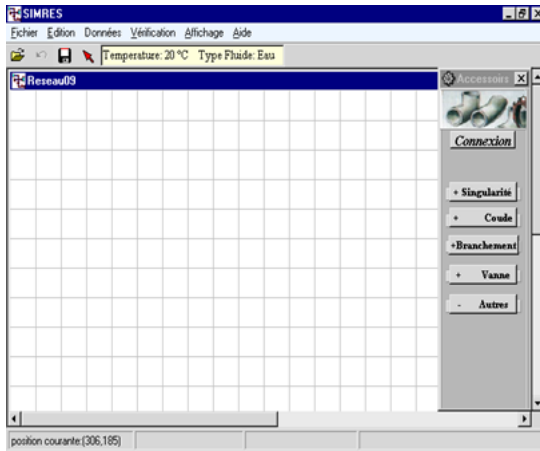 SIMRES
Fichier Edition Données Vérification Affichage Aide
Temperature: 20 °C Type Fluide: Eau
Reseau09
Accessoirs
Connexion
+ Singularité
+ Coude
+Branchement
+ Vanne
- Autres
position courante:(306,185)